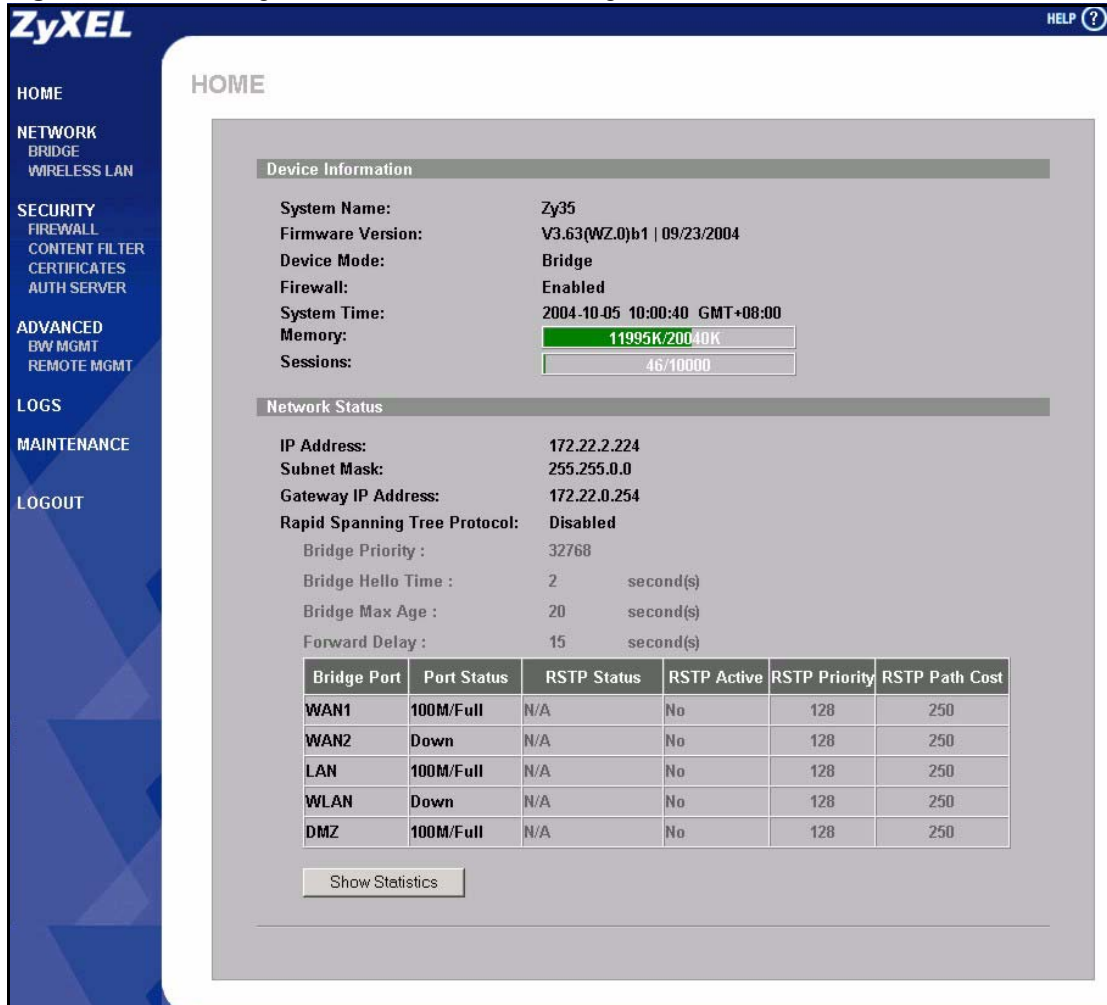 ZyXEL
HELP ?
HOME
NETWORK
BRIDGE
WIRELESS LAN
SECURITY
FIREWALL
CONTENT FILTER
CERTIFICATES
AUTH SERVER
ADVANCED
BW MGMT
REMOTE MGMT
LOGS
MAINTENANCE
LOGOUT
HOME
Device Information
System Name: Zy35
Firmware Version: V3.63(WZ.0)b1 | 09/23/2004
Device Mode: Bridge
Firewall: Enabled
System Time: 2004-10-05 10:00:40 GMT+08:00
Memory: 11995K/20040K
Sessions: 46/10000
Network Status
IP Address: 172.22.2.224
Subnet Mask: 255.255.0.0
Gateway IP Address: 172.22.0.254
Rapid Spanning Tree Protocol: Disabled
Bridge Priority : 32768
Bridge Hello Time : 2 second(s)
Bridge Max Age : 20 second(s)
Forward Delay : 15 second(s)
Bridge Port Port Status RSTP Status RSTP Active RSTP Priority RSTP Path Cost
WAN1 100M/Full N/A No 128 250
WAN2 Down N/A No 128 250
LAN 100M/Full N/A No 128 250
WLAN Down N/A No 128 250
DMZ 100M/Full N/A No 128 250
Show Statistics